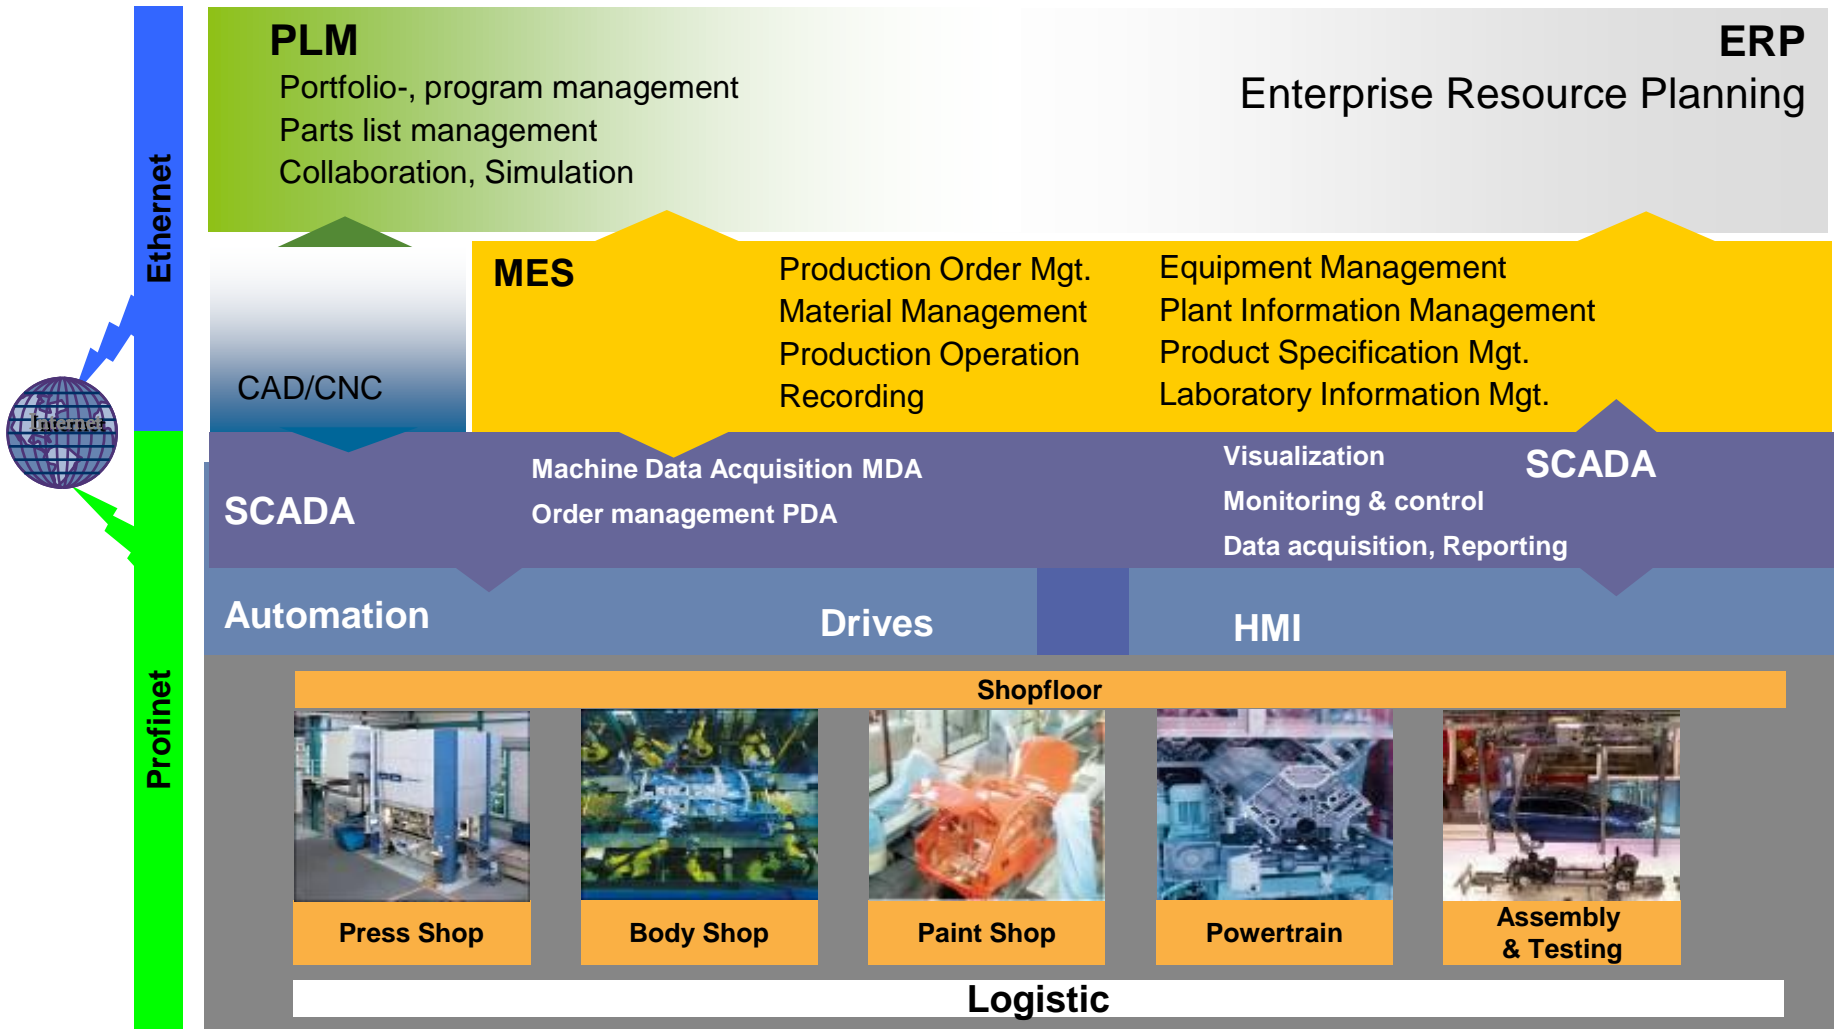 PLM
Portfolio-, program management
Parts list management
Collaboration, Simulation
ERP
Enterprise Resource Planning
Ethernet
CAD/CNC
MES
Production Order Mgt.
Material Management
Production Operation
Recording
Equipment Management
Plant Information Management
Product Specification Mgt.
Laboratory Information Mgt.
Internet
SCADA
Machine Data Acquisition MDA
Order management PDA
Visualization
Monitoring & control
Data acquisition, Reporting
SCADA
Automation
Drives
HMI
Profinet
Shopfloor
Press Shop
Body Shop
Paint Shop
Powertrain
Assembly
& Testing
Logistic